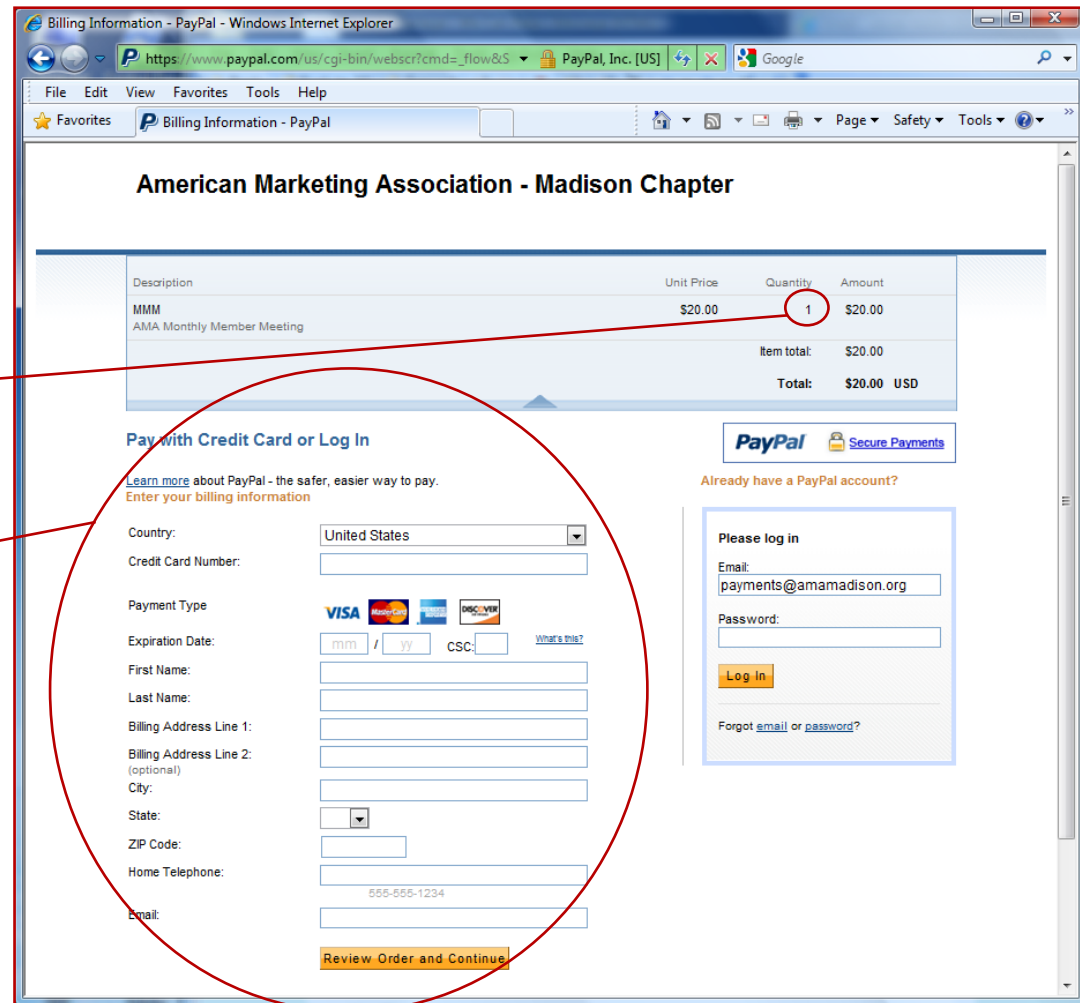 Billing Information - PayPal - Windows Internet Explorer
https://www.paypal.com/us/cgi-bin/webscr?cmd=_flow&S PayPal, Inc. [US] Google
File Edit View Favorites Tools Help
Favorites Billing Information - PayPal Page Safety Tools
American Marketing Association - Madison Chapter
Description Unit Price Quantity Amount
MMM $20.00 1 $20.00
AMA Monthly Member Meeting
Item total: $20.00
Total: $20.00 USD
Pay with Credit Card or Log In
PayPal Secure Payments
Learn more about PayPal - the safer, easier way to pay.
Already have a PayPal account?
Enter your billing information
Country: United States
Please log in
Credit Card Number:
Email:
payments@amamadison.org
Payment Type VISA MasterCard AMERICAN EXPRESS DISCOVER
Password:
Expiration Date: mm / yy CSC: What's this?
First Name:
Log In
Last Name:
Billing Address Line 1:
Forgot email or password?
Billing Address Line 2:
(optional)
City:
State:
ZIP Code:
Home Telephone:
555-555-1234
Email:
Review Order and Continue